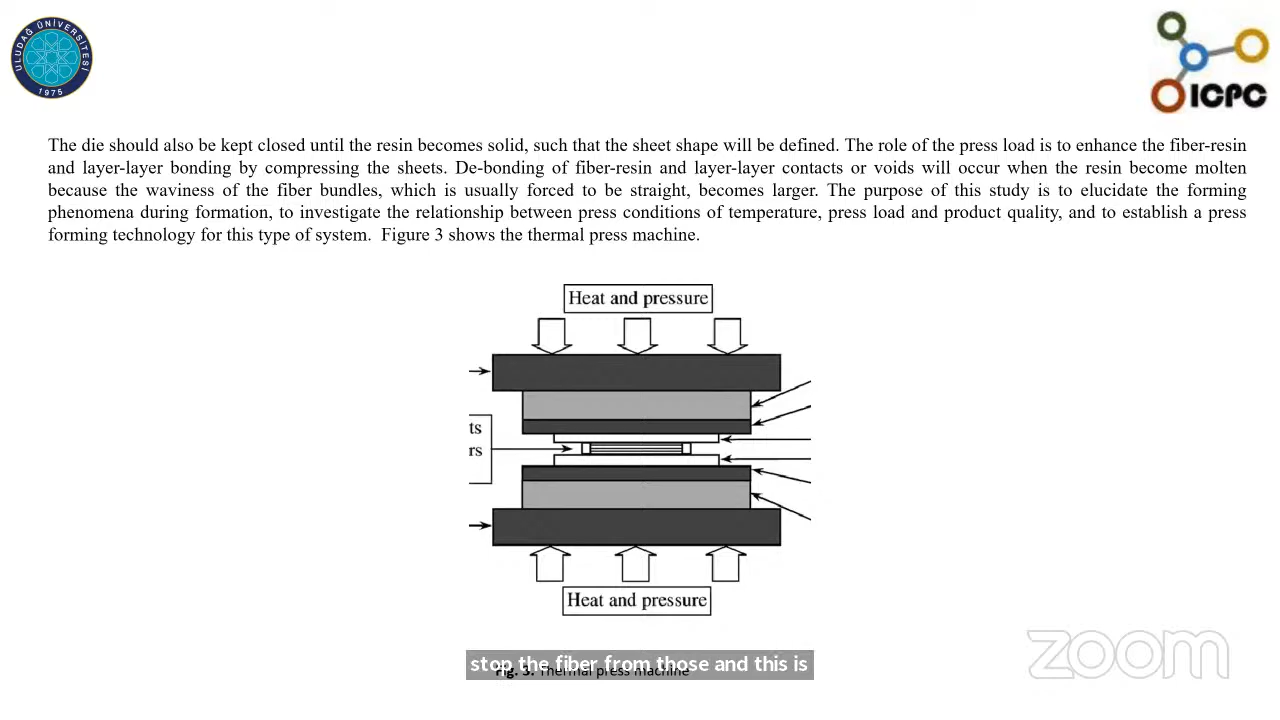 ULUDAĞ ÜNİVERSİTESİ
1975
ICPC
The die should also be kept closed until the resin becomes solid, such that the sheet shape will be defined. The role of the press load is to enhance the fiber-resin
and layer-layer bonding by compressing the sheets. De-bonding of fiber-resin and layer-layer contacts or voids will occur when the resin become molten
because the waviness of the fiber bundles, which is usually forced to be straight, becomes larger. The purpose of this study is to elucidate the forming
phenomena during formation, to investigate the relationship between press conditions of temperature, press load and product quality, and to establish a press
forming technology for this type of system. Figure 3 shows the thermal press machine.
Heat and pressure
ts
rs
Heat and pressure
stop the fiber from those and this is
Fig. 3. Thermal press machine
zoom